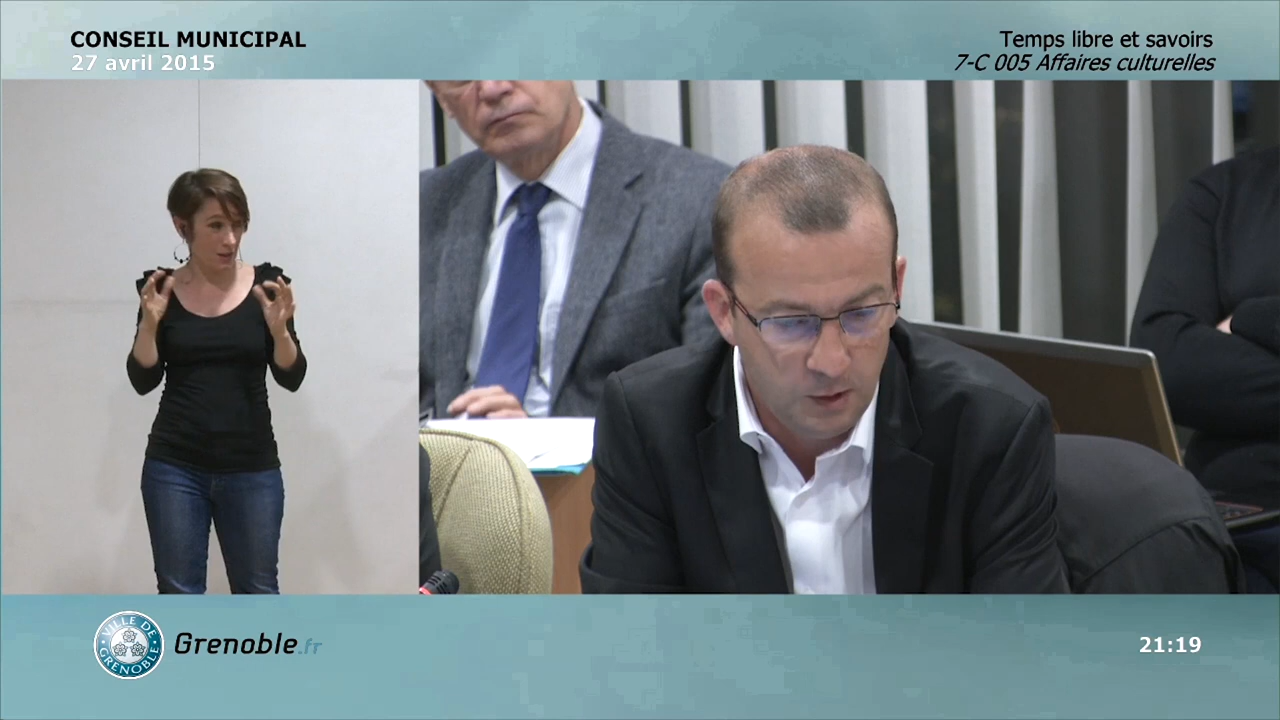 CONSEIL MUNICIPAL
27 avril 2015
Temps libre et savoirs
7-C 005 Affaires culturelles
VILLE DE GRENOBLE
Grenoble.fr
21:19